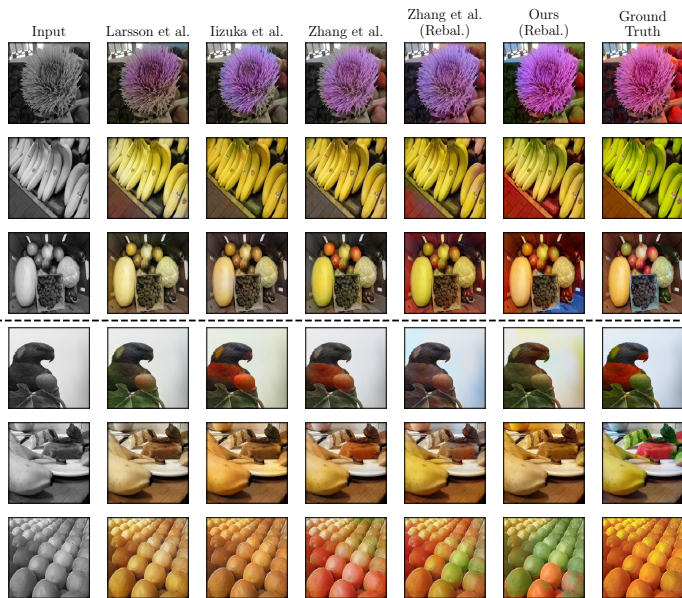 Input
Larsson et al.
Iizuka et al.
Zhang et al.
Zhang et al.
(Rebal.)
Ours
(Rebal.)
Ground
Truth